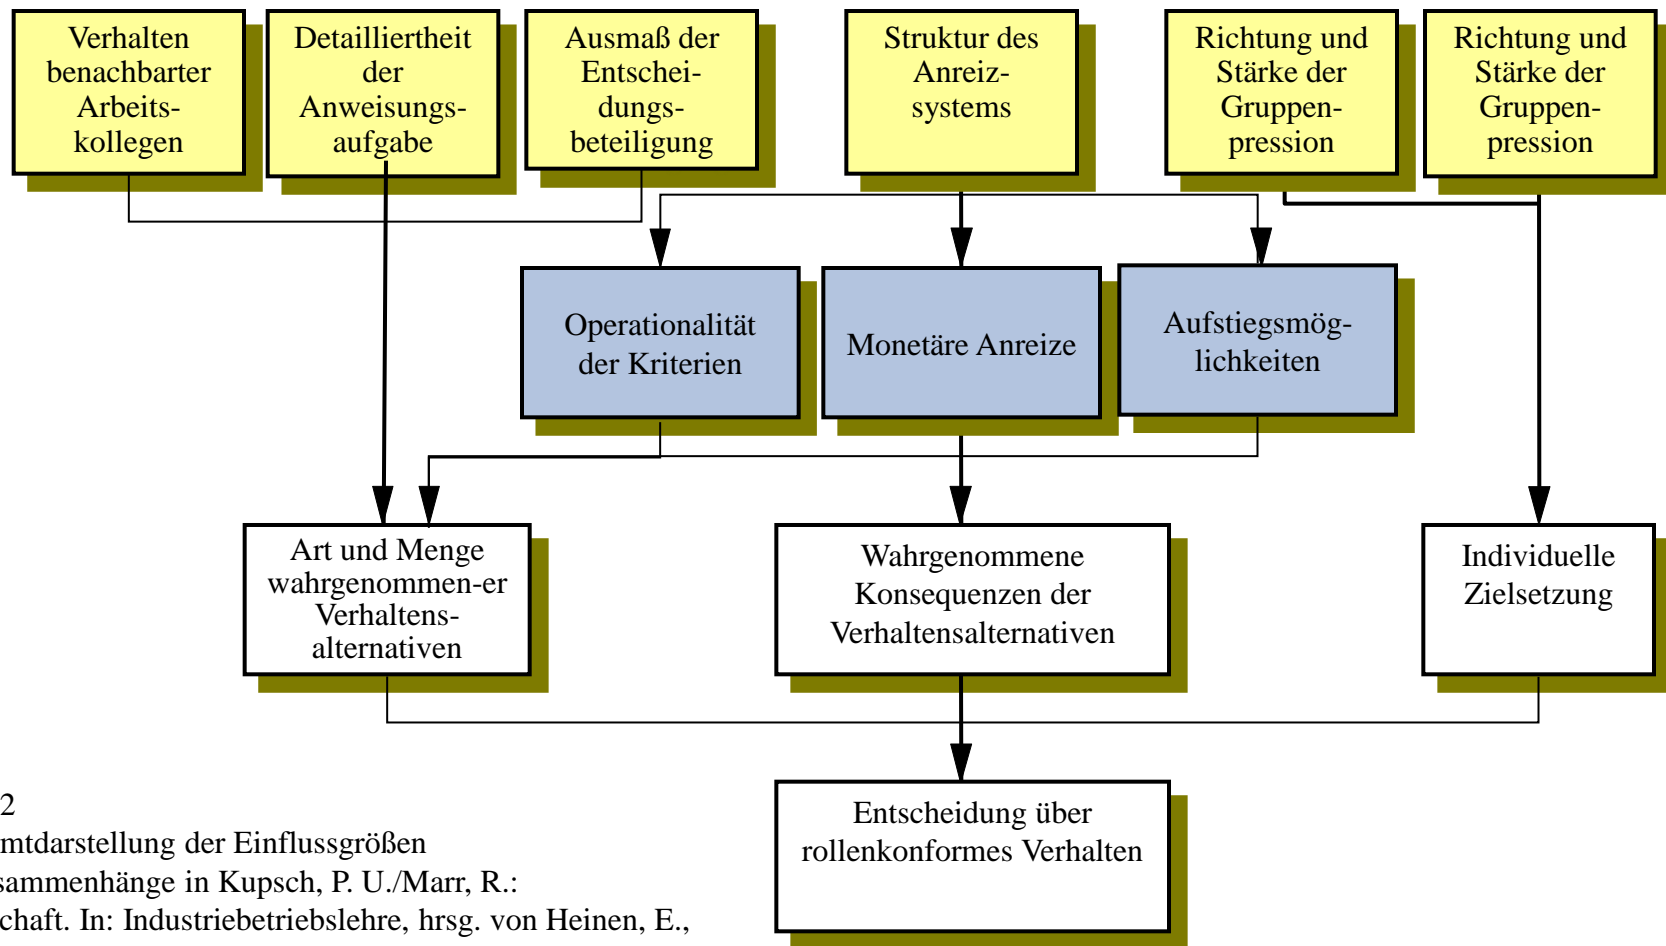 Verhalten
benachbarter
Arbeits-
kollegen
Detailliertheit
der
Anweisungs-
aufgabe
Ausmaß der
Entschei-
dungs-
beteiligung
Struktur des
Anreiz-
systems
Richtung und
Stärke der
Gruppen-
pression
Richtung und
Stärke der
Gruppen-
pression
Operationalität
der Kriterien
Monetäre Anreize
Aufstiegsmög-
lichkeiten
Art und Menge
wahrgenommen-er
Verhaltens-
alternativen
Wahrgenommene
Konsequenzen der
Verhaltensalternativen
Individuelle
Zielsetzung
Entscheidung über
rollenkonformes Verhalten
2
mtdarstellung der Einflussgrößen
sammenhänge in Kupsch, P. U./Marr, R.:
chaft. In: Industriebetriebslehre, hrsg. von Heinen, E.,